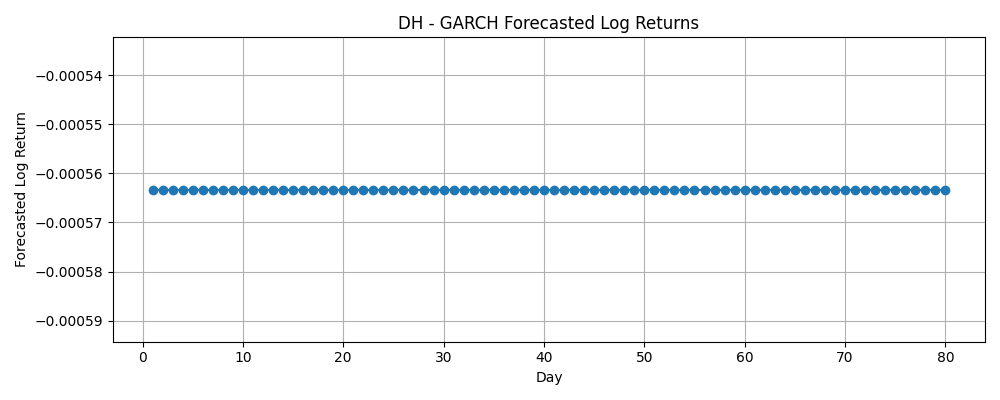 DH - GARCH Forecasted Log Returns
Forecasted Log Return
−0.00054
−0.00055
−0.00056
−0.00057
−0.00058
−0.00059
0 10 20 30 40 50 60 70 80
Day